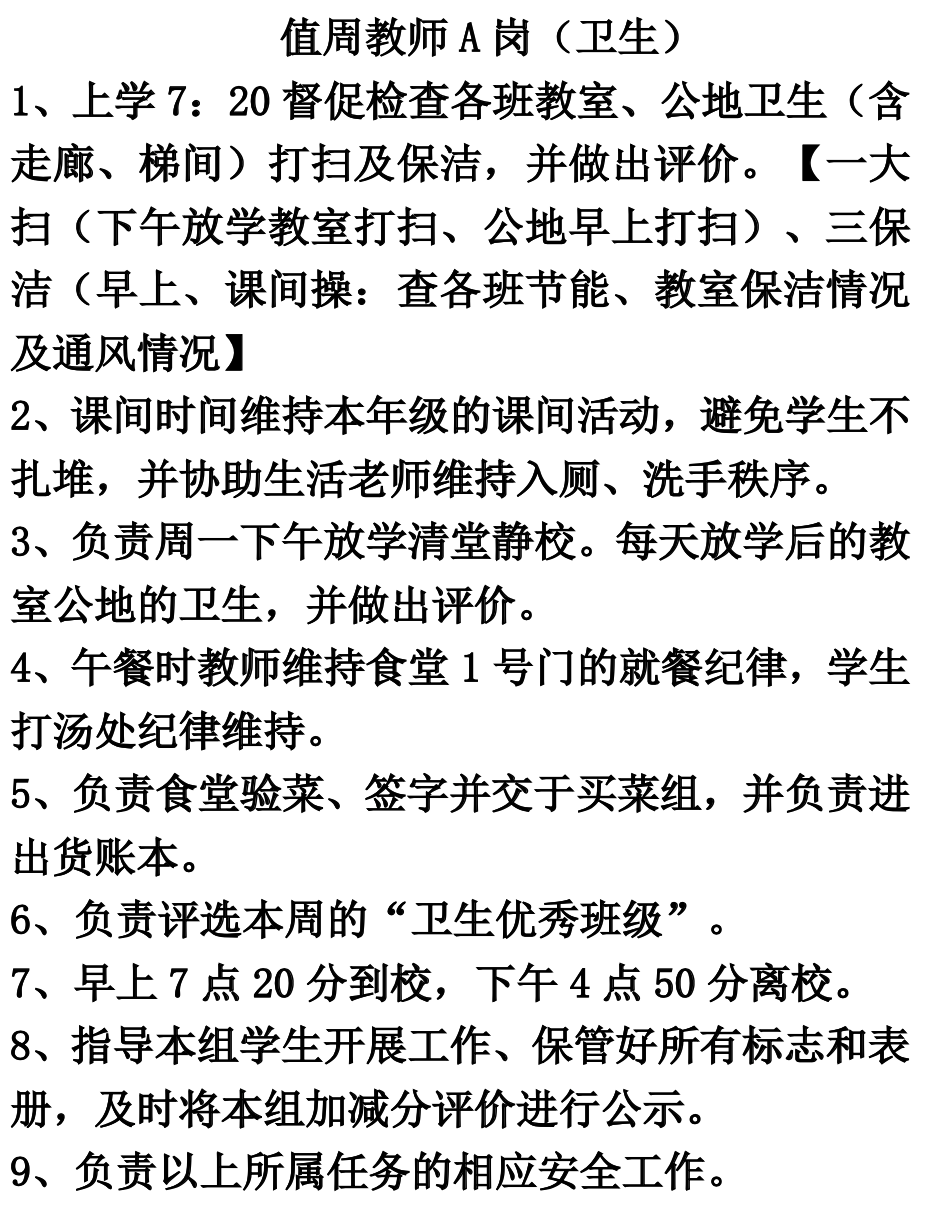 值周教师 A 岗（卫生）
1、上学 7：20 督促检查各班教室、公地卫生（含
走廊、梯间）打扫及保洁，并做出评价。【一大
扫（下午放学教室打扫、公地早上打扫）、三保
洁（早上、课间操：查各班节能、教室保洁情况
及通风情况】
2、课间时间维持本年级的课间活动，避免学生不
扎堆，并协助生活老师维持入厕、洗手秩序。
3、负责周一下午放学清堂静校。每天放学后的教
室公地的卫生，并做出评价。
4、午餐时教师维持食堂 1 号门的就餐纪律，学生
打汤处纪律维持。
5、负责食堂验菜、签字并交于买菜组，并负责进
出货账本。
6、负责评选本周的“卫生优秀班级”。
7、早上 7 点 20 分到校，下午 4 点 50 分离校。
8、指导本组学生开展工作、保管好所有标志和表
册，及时将本组加减分评价进行公示。
9、负责以上所属任务的相应安全工作。